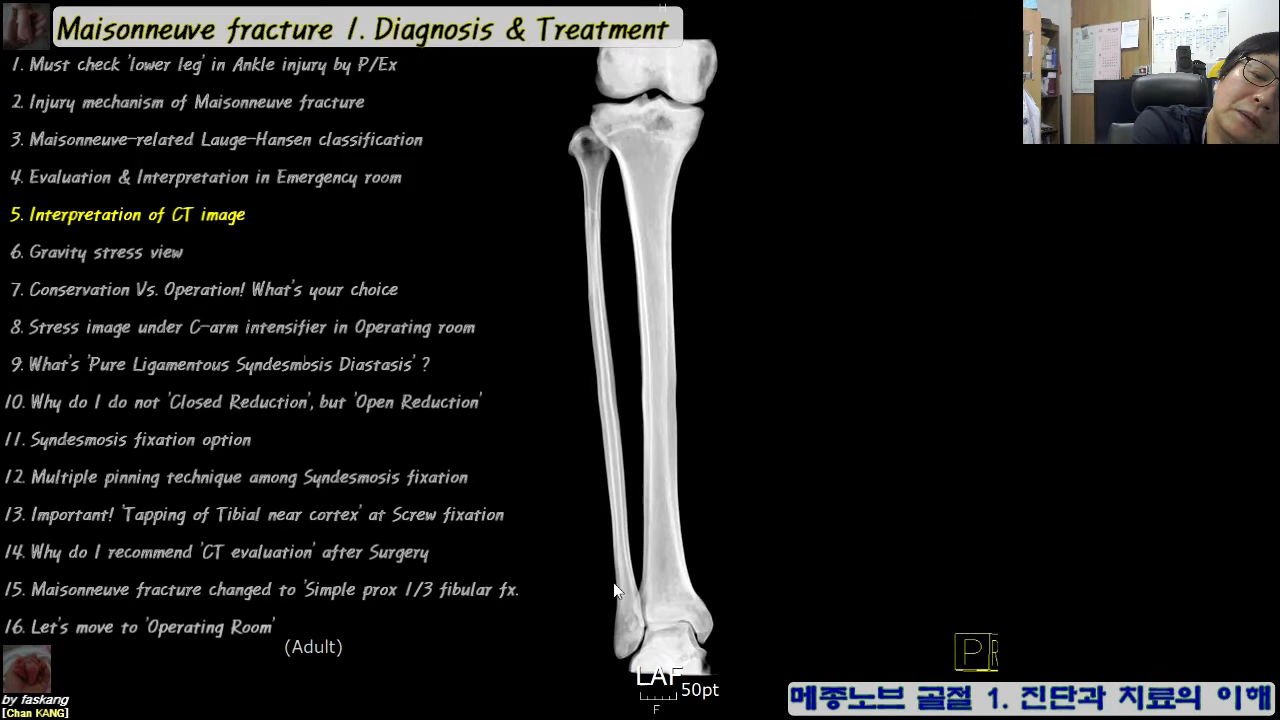 H
Maisonneuve fracture 1. Diagnosis & Treatment
1. Must check 'lower leg' in Ankle injury by P/Ex
2. Injury mechanism of Maisonneuve fracture
3. Maisonneuve-related Lauge-Hansen classification
4. Evaluation & Interpretation in Emergency room
5. Interpretation of CT image
6. Gravity stress view
7. Conservation Vs. Operation! What's your choice
8. Stress image under C-arm intensifier in Operating room
9. What's 'Pure Ligamentous Syndesmosis Diastasis' ?
10. Why do I do not 'Closed Reduction', but 'Open Reduction'
11. Syndesmosis fixation option
12. Multiple pinning technique among Syndesmosis fixation
13. Important! 'Tapping of Tibial near cortex' at Screw fixation
14. Why do I recommend 'CT evaluation' after Surgery
15. Maisonneuve fracture changed to 'Simple prox 1/3 fibular fx.
16. Let's move to 'Operating Room'
(Adult)
LAF
50pt
F
P
R
by faskang
[Chan KANG]
메종노브 골절 1. 진단과 치료의 이해